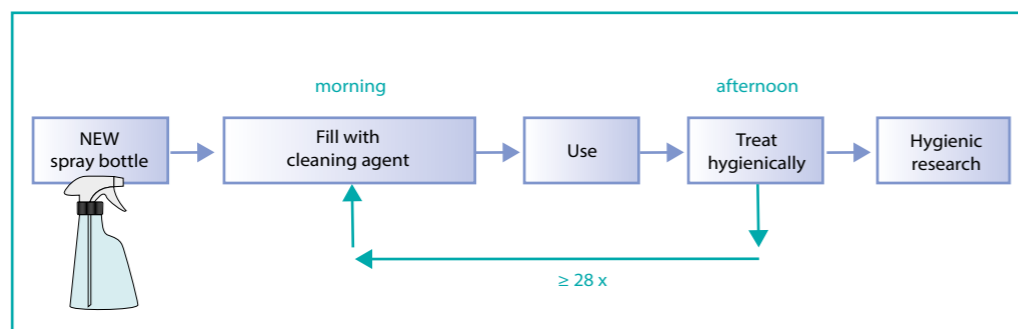 morning
afternoon
NEW
spray bottle
Fill with
cleaning agent
Use
Treat
hygienically
Hygienic
research
≥ 28 x